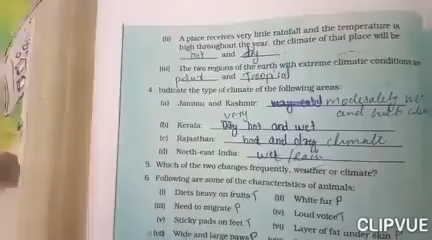 (ii) A place receives very little rainfall and the temperature is
high throughout the year. the climate of that place will be
hot and dry
(iii) The two regions of the earth with extreme climatic conditions are
and Tropical
4. Indicate the type of climate of the following areas:
(a) Jammu and Kashmir: moderately
and
very
(b) Kerala: hot and wet
(c) Rajasthan: hot and dry climate
(d) North-east India: wet / Rain
5. Which of the two changes frequently, weather or climate?
6. Following are some of the characteristics of animals:
(i) Diets heavy on fruits T (ii) White fur P
(iii) Need to migrate P (iv) Loud voice T
(v) Sticky pads on feet T (vi) Layer of fat under skin P
(vii) Wide and large paws P
CLIPVUE